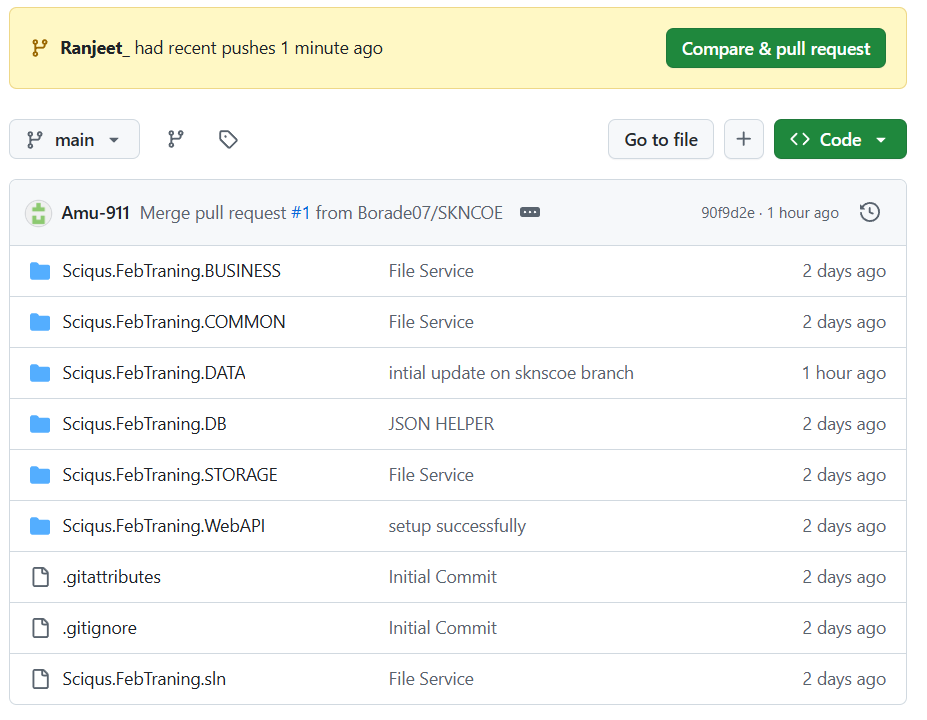 Ranjeet_ had recent pushes 1 minute ago Compare & pull request
main Go to file + <> Code
Amu-911 Merge pull request #1 from Borade07/SKNCOE 90f9d2e · 1 hour ago
Sciqus.FebTraning.BUSINESS File Service 2 days ago
Sciqus.FebTraning.COMMON File Service 2 days ago
Sciqus.FebTraning.DATA intial update on sknscoe branch 1 hour ago
Sciqus.FebTraning.DB JSON HELPER 2 days ago
Sciqus.FebTraning.STORAGE File Service 2 days ago
Sciqus.FebTraning.WebAPI setup successfully 2 days ago
.gitattributes Initial Commit 2 days ago
.gitignore Initial Commit 2 days ago
Sciqus.FebTraning.sln File Service 2 days ago